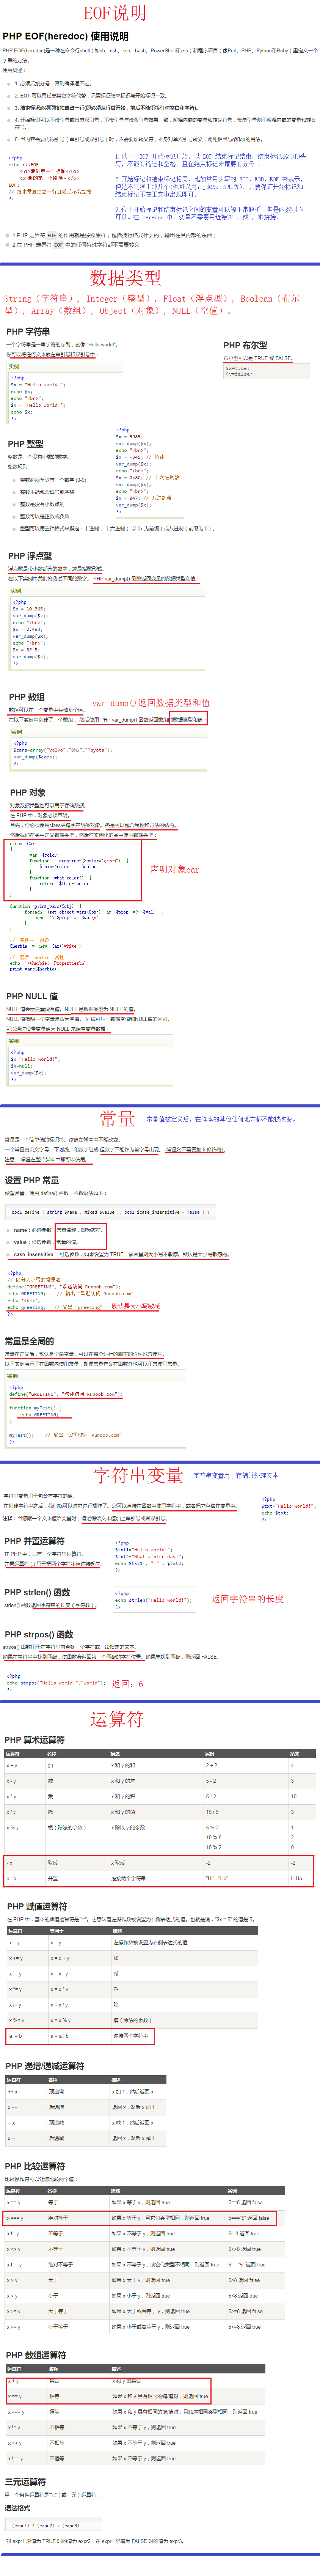 EOF说明
PHP EOF(heredoc) 使用说明
PHP EOF(heredoc)是一种在命令行shell（如sh、csh、ksh、bash、PowerShell和zsh）和程序语言（像Perl、PHP、Python和Ruby）里定义一个字串的方法。
使用概述：
1. 必须后接分号，否则编译通不过。
2. EOF 可以用任意其它字符代替，只需保证结束标识与开始标识一致。
3. 结束标识必须顶格独自占一行(即必须从行首开始，前后不能衔接任何空白和字符)。
4. 开始标识可以不带引号或带单双引号，不带引号与带双引号效果一致，解释内嵌的变量和转义符号，带单引号则不解释内嵌的变量和转义符号。
5. 当内容需要内嵌引号（单引号或双引号）时，不需要加转义符，本身对单双引号转义，此处相当与q和qq的用法。
<?php
echo <<<EOF
<h1>我的第一个标题</h1>
<p>我的第一个段落。</p>
EOF;
// 结束需要独立一行且前后不能空格
?>
1.以 <<<EOF 开始标记开始，以 EOF 结束标记结束，结束标记必须顶头写，不能有缩进和空格，且在结束标记末尾要有分号 。
2.开始标记和结束标记相同，比如常用大写的 EOT、EOD、EOF 来表示，但是不只限于那几个(也可以用：JSON、HTML等)，只要保证开始标记和结束标记不在正文中出现即可。
3.位于开始标记和结束标记之间的变量可以被正常解析，但是函数则不可以。在 heredoc 中，变量不需要用连接符 . 或 , 来拼接
1.PHP 定界符 EOF 的作用就是按照原样，包括换行格式什么的，输出在其内部的东西；
2.在 PHP 定界符 EOF 中的任何特殊字符都不需要转义；
数据类型
String（字符串）, Integer（整型）, Float（浮点型）, Boolean（布尔型）, Array（数组）, Object（对象）, NULL（空值）。
PHP 字符串
一个字符串是一串字符的序列，就像 "Hello world!"。
你可以将任何文本放在单引号和双引号中：
实例
<?php
$x = "Hello world!";
echo $x;
echo "<br>";
$x = 'Hello world!';
echo $x;
?>
PHP 布尔型
布尔型可以是 TRUE 或 FALSE。
$x=true;
$y=false;
PHP 整型
整数是一个没有小数的数字。
整数规则:
整数必须至少有一个数字 (0-9)
整数不能包含逗号或空格
整数是没有小数点的
整数可以是正数或负数
整型可以用三种格式来指定：十进制， 十六进制（ 以 0x 为前缀）或八进制（前缀为 0）。
<?php
$x = 5985;
var_dump($x);
echo "<br>";
$x = -345; // 负数
var_dump($x);
echo "<br>";
$x = 0x8C; // 十六进制数
var_dump($x);
echo "<br>";
$x = 047; // 八进制数
var_dump($x);
?>
PHP 浮点型
浮点数是带小数部分的数字，或是指数形式。
在以下实例中我们将测试不同的数字。 PHP var_dump() 函数返回变量的数据类型和值：
实例
<?php
$x = 10.365;
var_dump($x);
echo "<br>";
$x = 2.4e3;
var_dump($x);
echo "<br>";
$x = 8E-5;
var_dump($x);
?>
PHP 数组
var_dump()返回数据类型和值
数组可以在一个变量中存储多个值。
在以下实例中创建了一个数组， 然后使用 PHP var_dump() 函数返回数组的数据类型和值：
实例
<?php
$cars=array("Volvo","BMW","Toyota");
var_dump($cars);
?>
PHP 对象
对象数据类型也可以用于存储数据。
在 PHP 中，对象必须声明。
首先，你必须使用class关键字声明类对象。类是可以包含属性和方法的结构。
然后我们在类中定义数据类型，然后在实例化的类中使用数据类型：
class Car
{
var $color;
function __construct($color="green") {
$this->color = $color;
}
function what_color() {
return $this->color;
}
}
声明对象car
function print_vars($obj) {
foreach (get_object_vars($obj) as $prop => $val) {
echo "\t$prop = $val\n";
}
}
// 实例一个对象
$herbie = new Car("white");
// 显示 herbie 属性
echo "\therbie: Properties\n";
print_vars($herbie)
PHP NULL 值
NULL 值表示变量没有值。NULL 是数据类型为 NULL 的值。
NULL 值指明一个变量是否为空值。 同样可用于数据空值和NULL值的区别。
可以通过设置变量值为 NULL 来清空变量数据：
实例
<?php
$x="Hello world!";
$x=null;
var_dump($x);
?>
常量
常量值被定义后，在脚本的其他任何地方都不能被改变。
常量是一个简单值的标识符。该值在脚本中不能改变。
一个常量由英文字母、下划线、和数字组成,但数字不能作为首字母出现。 (常量名不需要加 $ 修饰符)。
注意： 常量在整个脚本中都可以使用。
设置 PHP 常量
设置常量，使用 define() 函数，函数语法如下：
bool define ( string $name , mixed $value [, bool $case_insensitive = false ] )
name：必选参数，常量名称，即标志符。
value：必选参数，常量的值。
case_insensitive ：可选参数，如果设置为 TRUE，该常量则大小写不敏感。默认是大小写敏感的。
<?php
// 区分大小写的常量名
define("GREETING", "欢迎访问 Runoob.com");
echo GREETING; // 输出 "欢迎访问 Runoob.com"
echo '<br>';
echo greeting; // 输出 "greeting"
默认是大小写敏感
?>
常量是全局的
常量在定义后，默认是全局变量，可以在整个运行的脚本的任何地方使用。
以下实例演示了在函数内使用常量，即便常量定义在函数外也可以正常使用常量。
实例
<?php
define("GREETING", "欢迎访问 Runoob.com");
function myTest() {
echo GREETING;
}
myTest(); // 输出 "欢迎访问 Runoob.com"
?>
字符串变量
字符串变量用于存储并处理文本
字符串变量用于包含有字符的值。
在创建字符串之后，我们就可以对它进行操作了。您可以直接在函数中使用字符串，或者把它存储在变量中。
注释：当您赋一个文本值给变量时，请记得给文本值加上单引号或者双引号。
<?php
$txt="Hello world!";
echo $txt;
?>
PHP 并置运算符
在 PHP 中，只有一个字符串运算符。
并置运算符 (.) 用于把两个字符串值连接起来。
<?php
$txt1="Hello world!";
$txt2="What a nice day!";
echo $txt1 . " " . $txt2;
?>
PHP strlen() 函数
strlen() 函数返回字符串的长度（字符数）。
<?php
echo strlen("Hello world!");
?>
返回字符串的长度
PHP strpos() 函数
strpos() 函数用于在字符串内查找一个字符或一段指定的文本。
如果在字符串中找到匹配，该函数会返回第一个匹配的字符位置。如果未找到匹配，则返回 FALSE。
<?php
echo strpos("Hello world!","world");
?>
返回：6
运算符
PHP 算术运算符
运算符 名称 描述 实例 结果
x + y 加 x 和 y 的和 2 + 2 4
x - y 减 x 和 y 的差 5 - 2 3
x * y 乘 x 和 y 的积 5 * 2 10
x / y 除 x 和 y 的商 15 / 5 3
x % y 模（除法的余数） x 除以 y 的余数 5 % 2 1
10 % 8 2
10 % 2 0
- x 取反 x 取反 -2 -2
a . b 并置 连接两个字符串 "Hi" . "Ha" HiHa
PHP 赋值运算符
在 PHP 中，基本的赋值运算符是 "="。它意味着左操作数被设置为右侧表达式的值。也就是说，"$x = 5" 的值是 5。
运算符 等同于 描述
x = y x = y 左操作数被设置为右侧表达式的值
x += y x = x + y 加
x -= y x = x - y 减
x *= y x = x * y 乘
x /= y x = x / y 除
x %= y x = x % y 模（除法的余数）
a .= b a = a . b 连接两个字符串
PHP 递增/递减运算符
运算符 名称 描述
++ x 预递增 x 加 1，然后返回 x
x ++ 后递增 返回 x，然后 x 加 1
-- x 预递减 x 减 1，然后返回 x
x -- 后递减 返回 x，然后 x 减 1
PHP 比较运算符
比较操作符可以让您比较两个值：
运算符 名称 描述 实例
x == y 等于 如果 x 等于 y，则返回 true 5==8 返回 false
x === y 绝对等于 如果 x 等于 y，且它们类型相同，则返回 true 5==="5" 返回 false
x != y 不等于 如果 x 不等于 y，则返回 true 5!=8 返回 true
x <> y 不等于 如果 x 不等于 y，则返回 true 5<>8 返回 true
x !== y 绝对不等于 如果 x 不等于 y，或它们类型不相同，则返回 true 5!=="5" 返回 true
x > y 大于 如果 x 大于 y，则返回 true 5>8 返回 false
x < y 小于 如果 x 小于 y，则返回 true 5<8 返回 true
x >= y 大于等于 如果 x 大于或者等于 y，则返回 true 5>=8 返回 false
x <= y 小于等于 如果 x 小于或者等于 y，则返回 true 5<=8 返回 true
PHP 数组运算符
运算符 名称 描述
x + y 集合 x 和 y 的集合
x == y 相等 如果 x 和 y 具有相同的键/值对，则返回 true
x === y 恒等 如果 x 和 y 具有相同的键/值对，且顺序相同类型相同，则返回 true
x != y 不相等 如果 x 不等于 y，则返回 true
x <> y 不相等 如果 x 不等于 y，则返回 true
x !== y 不恒等 如果 x 不等于 y，则返回 true
三元运算符
另一个条件运算符是"?:"（或三元）运算符 。
语法格式
(expr1) ? (expr2) : (expr3)
对 expr1 求值为 TRUE 时的值为 expr2，在 expr1 求值为 FALSE 时的值为 expr3。